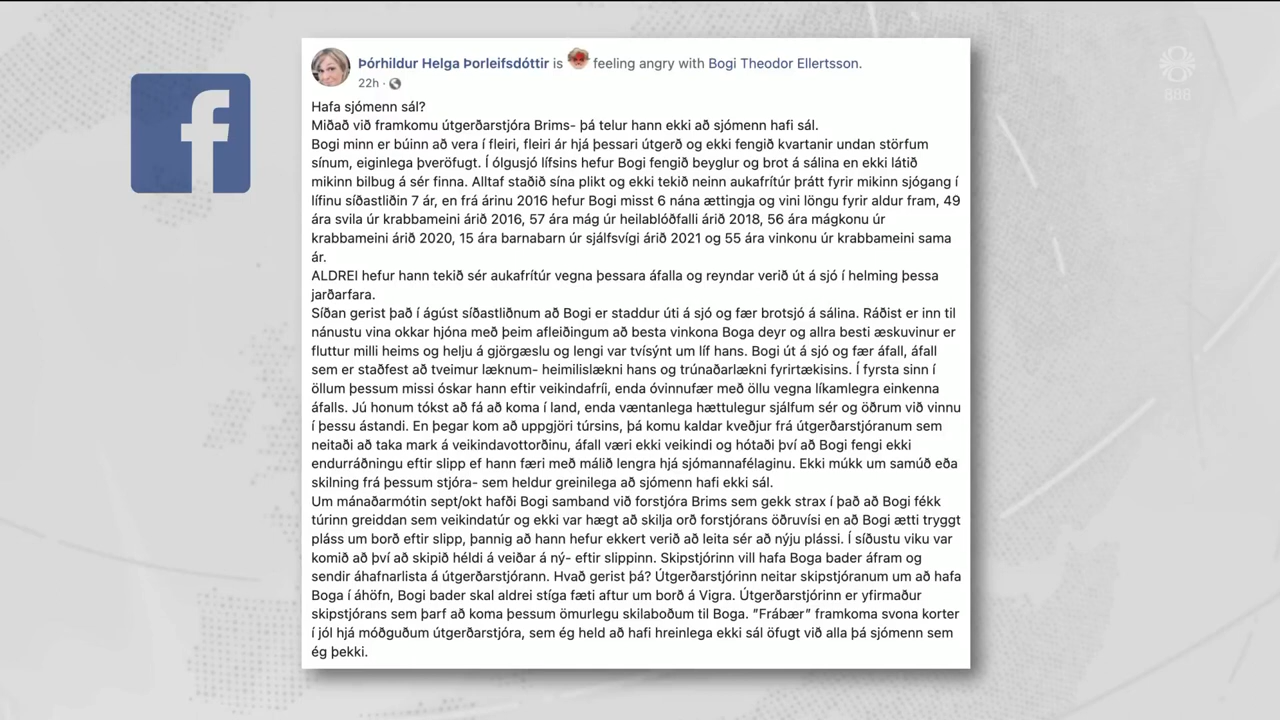 Þórhildur Helga Þorleifsdóttir is feeling angry with Bogi Theodor Ellertsson.
22h ·
Hafa sjómenn sál?
Miðað við framkomu útgerðarstjóra Brims- þá telur hann ekki að sjómenn hafi sál.
Bogi minn er búinn að vera í fleiri, fleiri ár hjá þessari útgerð og ekki fengið kvartanir undan störfum
sínum, eiginlega þveröfugt. Í ólgusjó lífsins hefur Bogi fengið beyglur og brot á sálina en ekki látið
mikinn bilbug á sér finna. Alltaf staðið sína plikt og ekki tekið neinn aukafrítúr þrátt fyrir mikinn sjógang í
lífinu síðastliðin 7 ár, en frá árinu 2016 hefur Bogi misst 6 nána ættingja og vini löngu fyrir aldur fram, 49
ára svila úr krabbameini árið 2016, 57 ára mág úr heilablóðfalli árið 2018, 56 ára mágkonu úr
krabbameini árið 2020, 15 ára barnabarn úr sjálfsvígi árið 2021 og 55 ára vinkonu úr krabbameini sama
ár.
ALDREI hefur hann tekið sér aukafrítúr vegna þessara áfalla og reyndar verið út á sjó í helming þessa
jarðarfara.
Síðan gerist það í ágúst síðastliðnum að Bogi er staddur úti á sjó og fær brotsjó á sálina. Ráðist er inn til
nánustu vina okkar hjóna með þeim afleiðingum að besta vinkona Boga deyr og allra besti æskuvinur er
fluttur milli heims og helju á gjörgæslu og lengi var tvísýnt um líf hans. Bogi út á sjó og fær áfall, áfall
sem er staðfest að tveimur læknum- heimilislækni hans og trúnaðarlækni fyrirtækisins. Í fyrsta sinn í
öllum þessum missi óskar hann eftir veikindafríi, enda óvinnufær með öllu vegna líkamlegra einkenna
áfalls. Jú honum tókst að fá að koma í land, enda væntanlega hættulegur sjálfum sér og öðrum við vinnu
í þessu ástandi. En þegar kom að uppgjöri túrsins, þá komu kaldar kveðjur frá útgerðarstjóranum sem
neitaði að taka mark á veikindavottorðinu, áfall væri ekki veikindi og hótaði því að Bogi fengi ekki
endurráðningu eftir slipp ef hann færi með málið lengra hjá sjómannafélaginu. Ekki múkk um samúð eða
skilning frá þessum stjóra- sem heldur greinilega að sjómenn hafi ekki sál.
Um mánaðarmótin sept/okt hafði Bogi samband við forstjóra Brims sem gekk strax í það að Bogi fékk
túrinn greiddan sem veikindatúr og ekki var hægt að skilja orð forstjórans öðruvísi en að Bogi ætti tryggt
pláss um borð eftir slipp, þannig að hann hefur ekkert verið að leita sér að nýju plássi. Í síðustu viku var
komið að því að skipið héldi á veiðar á ný- eftir slippinn. Skipstjórinn vill hafa Boga bader áfram og
sendir áhafnarlista á útgerðarstjórann. Hvað gerist þá? Útgerðarstjórinn neitar skipstjóranum um að hafa
Boga í áhöfn, Bogi bader skal aldrei stíga fæti aftur um borð á Vigra. Útgerðarstjórinn er yfirmaður
skipstjórans sem þarf að koma þessum ömurlegu skilaboðum til Boga. ”Frábær” framkoma svona korter
í jól hjá móðguðum útgerðarstjóra, sem ég held að hafi hreinlega ekki sál öfugt við alla þá sjómenn sem
ég þekki.
888